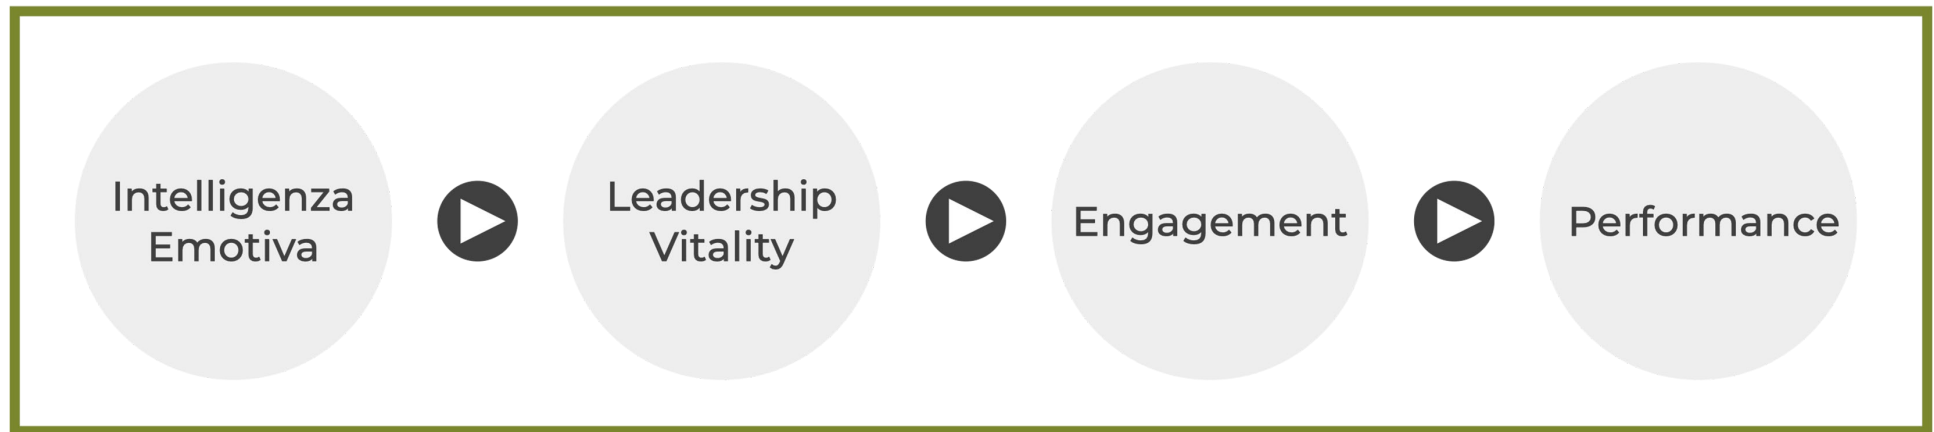 Intelligenza
Emotiva
Leadership
Vitality
Engagement
Performance